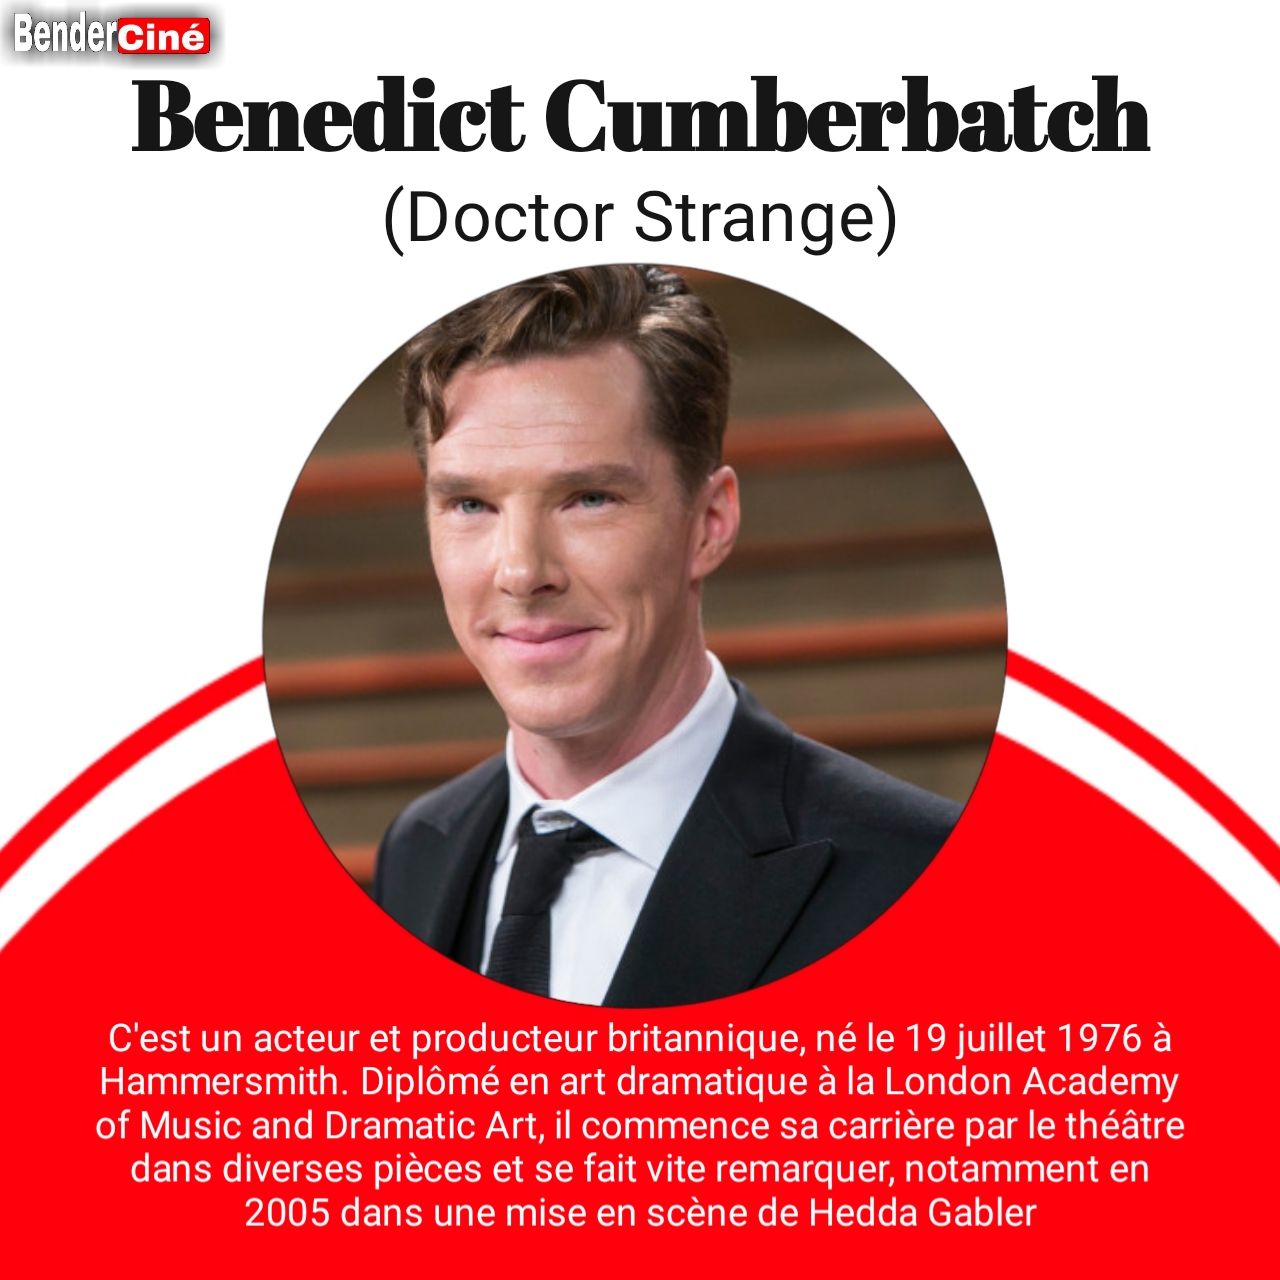 BenderCiné
Benedict Cumberbatch
(Doctor Strange)
C'est un acteur et producteur britannique, né le 19 juillet 1976 à
Hammersmith. Diplômé en art dramatique à la London Academy
of Music and Dramatic Art, il commence sa carrière par le théâtre
dans diverses pièces et se fait vite remarquer, notamment en
2005 dans une mise en scène de Hedda Gabler